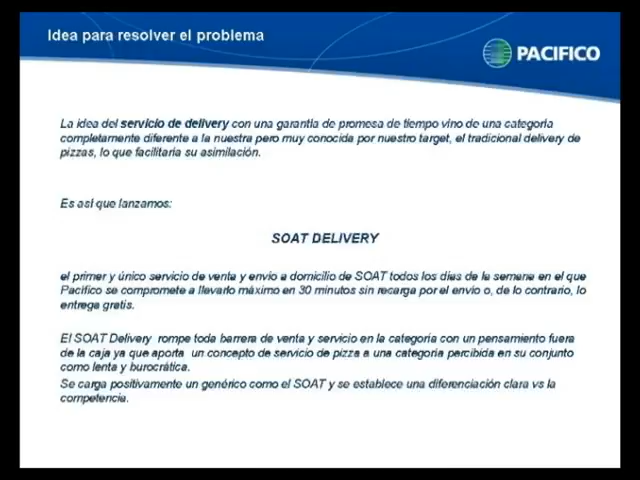 Idea para resolver el problema
PACIFICO
La idea del servicio de delivery con una garantía de promesa de tiempo vino de una categoría
completamente diferente a la nuestra pero muy conocida por nuestro target, el tradicional delivery de
pizzas, lo que facilitaría su asimilación.
Es así que lanzamos:
SOAT DELIVERY
el primer y único servicio de venta y envío a domicilio de SOAT todos los días de la semana en el que
Pacífico se compromete a llevarlo máximo en 30 minutos sin recarga por el envío o, de lo contrario, lo
entrega gratis.
El SOAT Delivery rompe toda barrera de venta y servicio en la categoría con un pensamiento fuera
de la caja ya que aporta un concepto de servicio de pizza a una categoría percibida en su conjunto
como lenta y burocrática.
Se carga positivamente un genérico como el SOAT y se establece una diferenciación clara vs la
competencia.